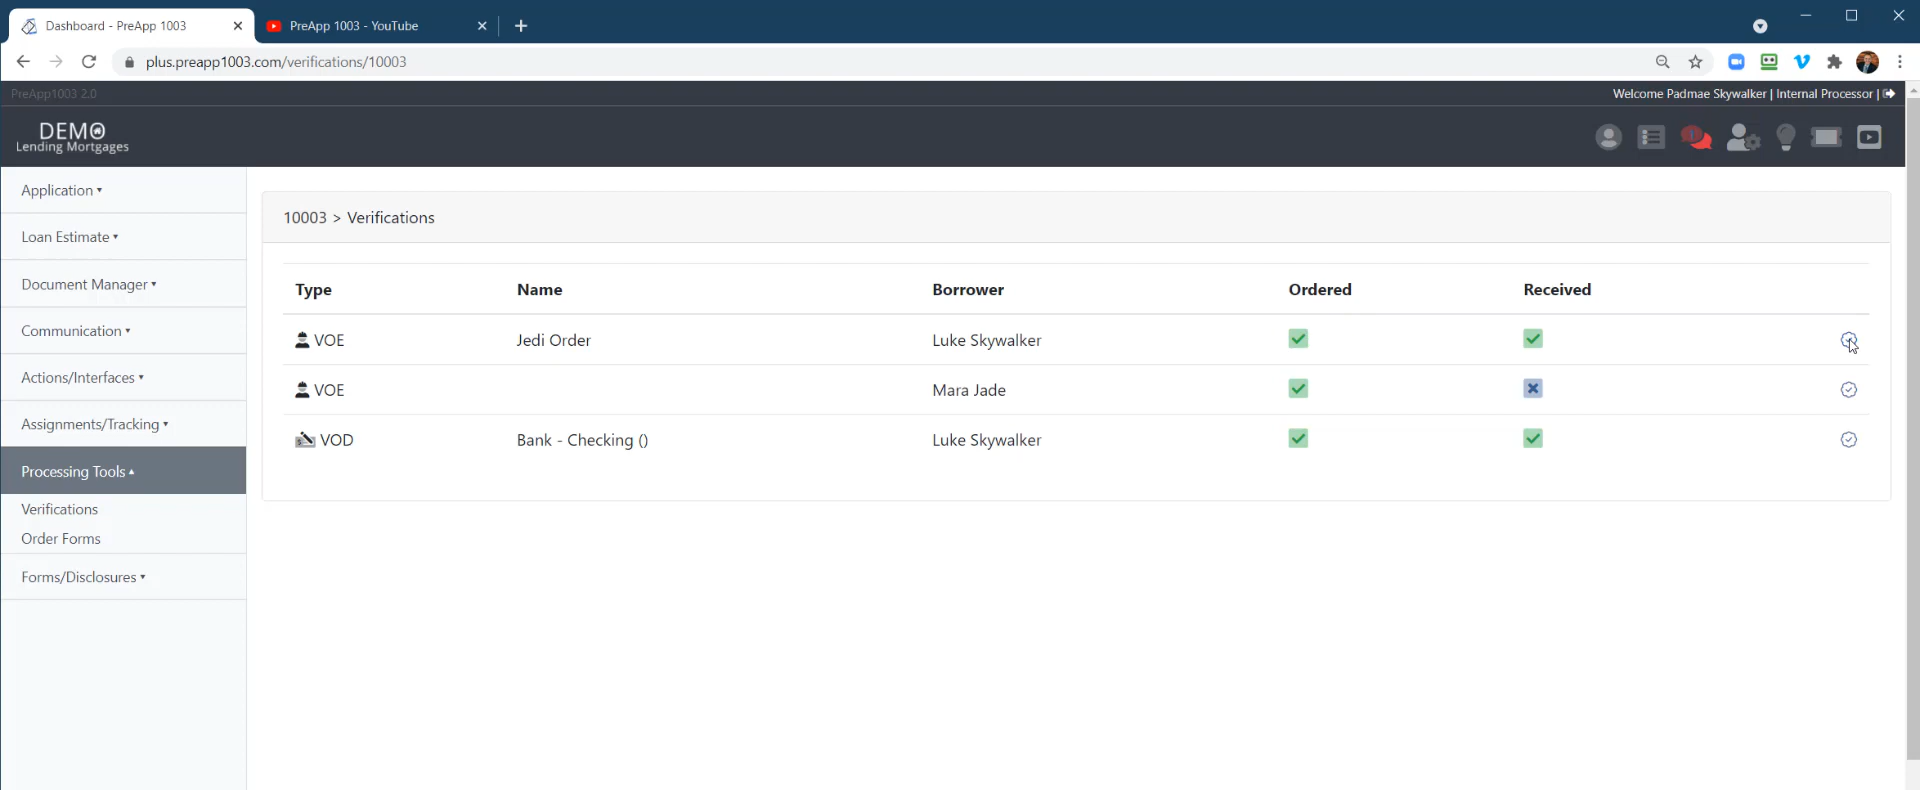 Dashboard - PreApp 1003
PreApp 1003 - YouTube
plus.preapp1003.com/verifications/10003
PreApp1003 2.0
Welcome Padmae Skywalker | Internal Processor |
DEMO
Lending Mortgages
Application
Loan Estimate
Document Manager
Communication
Actions/Interfaces
Assignments/Tracking
Processing Tools
Verifications
Order Forms
Forms/Disclosures
10003 > Verifications
Type Name Borrower Ordered Received
VOE Jedi Order Luke Skywalker
VOE Mara Jade
VOD Bank - Checking () Luke Skywalker